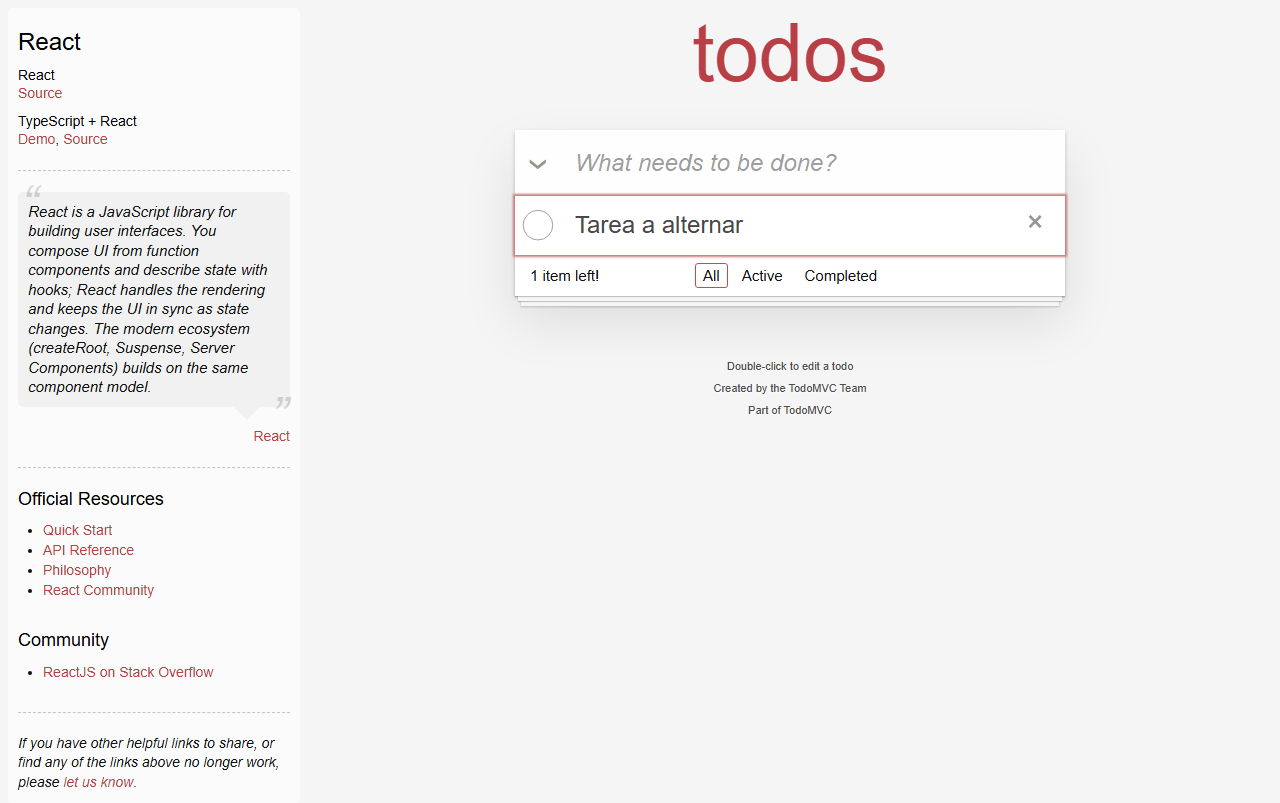 React
React
Source
TypeScript + React
Demo, Source
“
React is a JavaScript library for
building user interfaces. You
compose UI from function
components and describe state with
hooks; React handles the rendering
and keeps the UI in sync as state
changes. The modern ecosystem
(createRoot, Suspense, Server
Components) builds on the same
component model.
”
React
Official Resources
Quick Start
API Reference
Philosophy
React Community
Community
ReactJS on Stack Overflow
If you have other helpful links to share, or
find any of the links above no longer work,
please let us know.
todos
What needs to be done?
Tarea a alternar ×
1 item left! All Active Completed
Double-click to edit a todo
Created by the TodoMVC Team
Part of TodoMVC